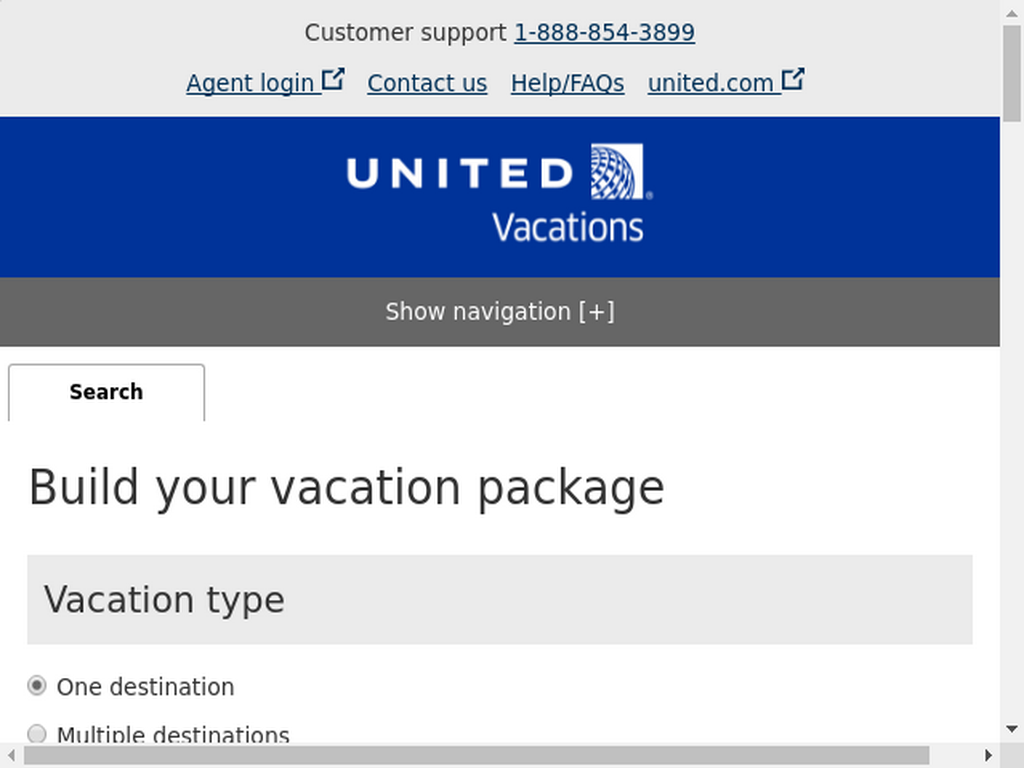 Customer support 1-888-854-3899
Agent login Contact us Help/FAQs united.com
UNITED
Vacations
Show navigation [+]
Search
Build your vacation package
Vacation type
One destination
Multiple destinations